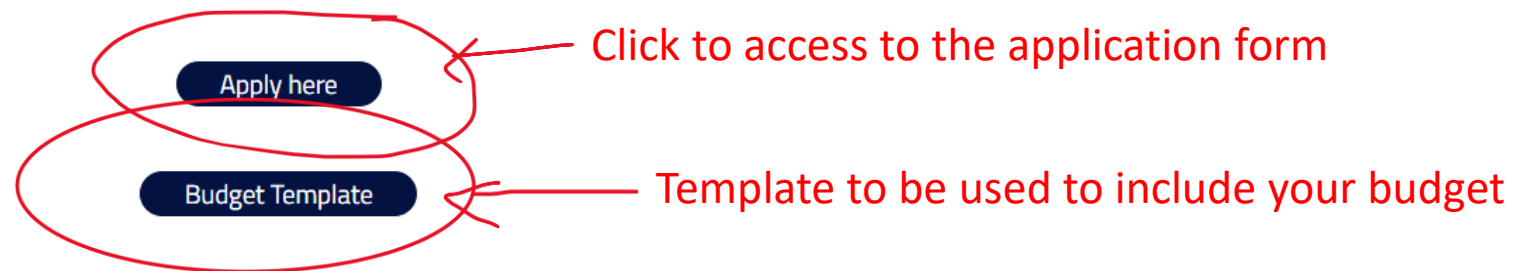 Click to access to the application form
Apply here
Template to be used to include your budget
Budget Template